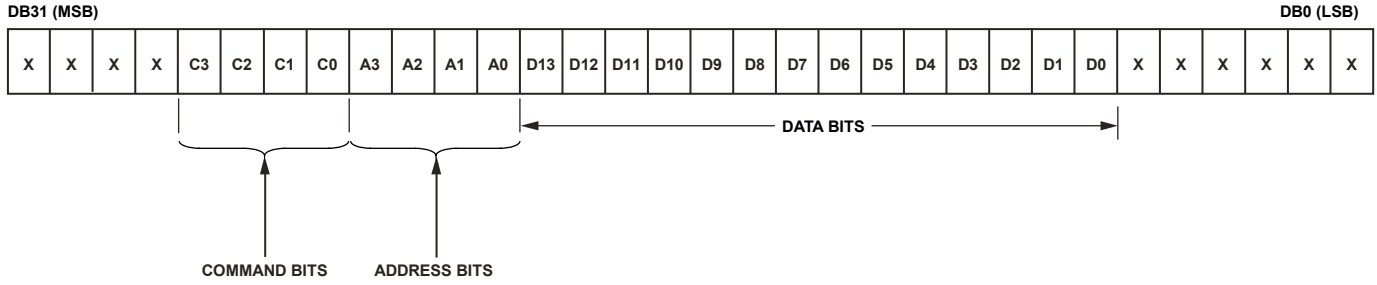 DB31 (MSB) DB0 (LSB)
X X X X C3 C2 C1 C0 A3 A2 A1 A0 D13 D12 D11 D10 D9 D8 D7 D6 D5 D4 D3 D2 D1 D0 X X X X X X
DATA BITS
COMMAND BITS ADDRESS BITS